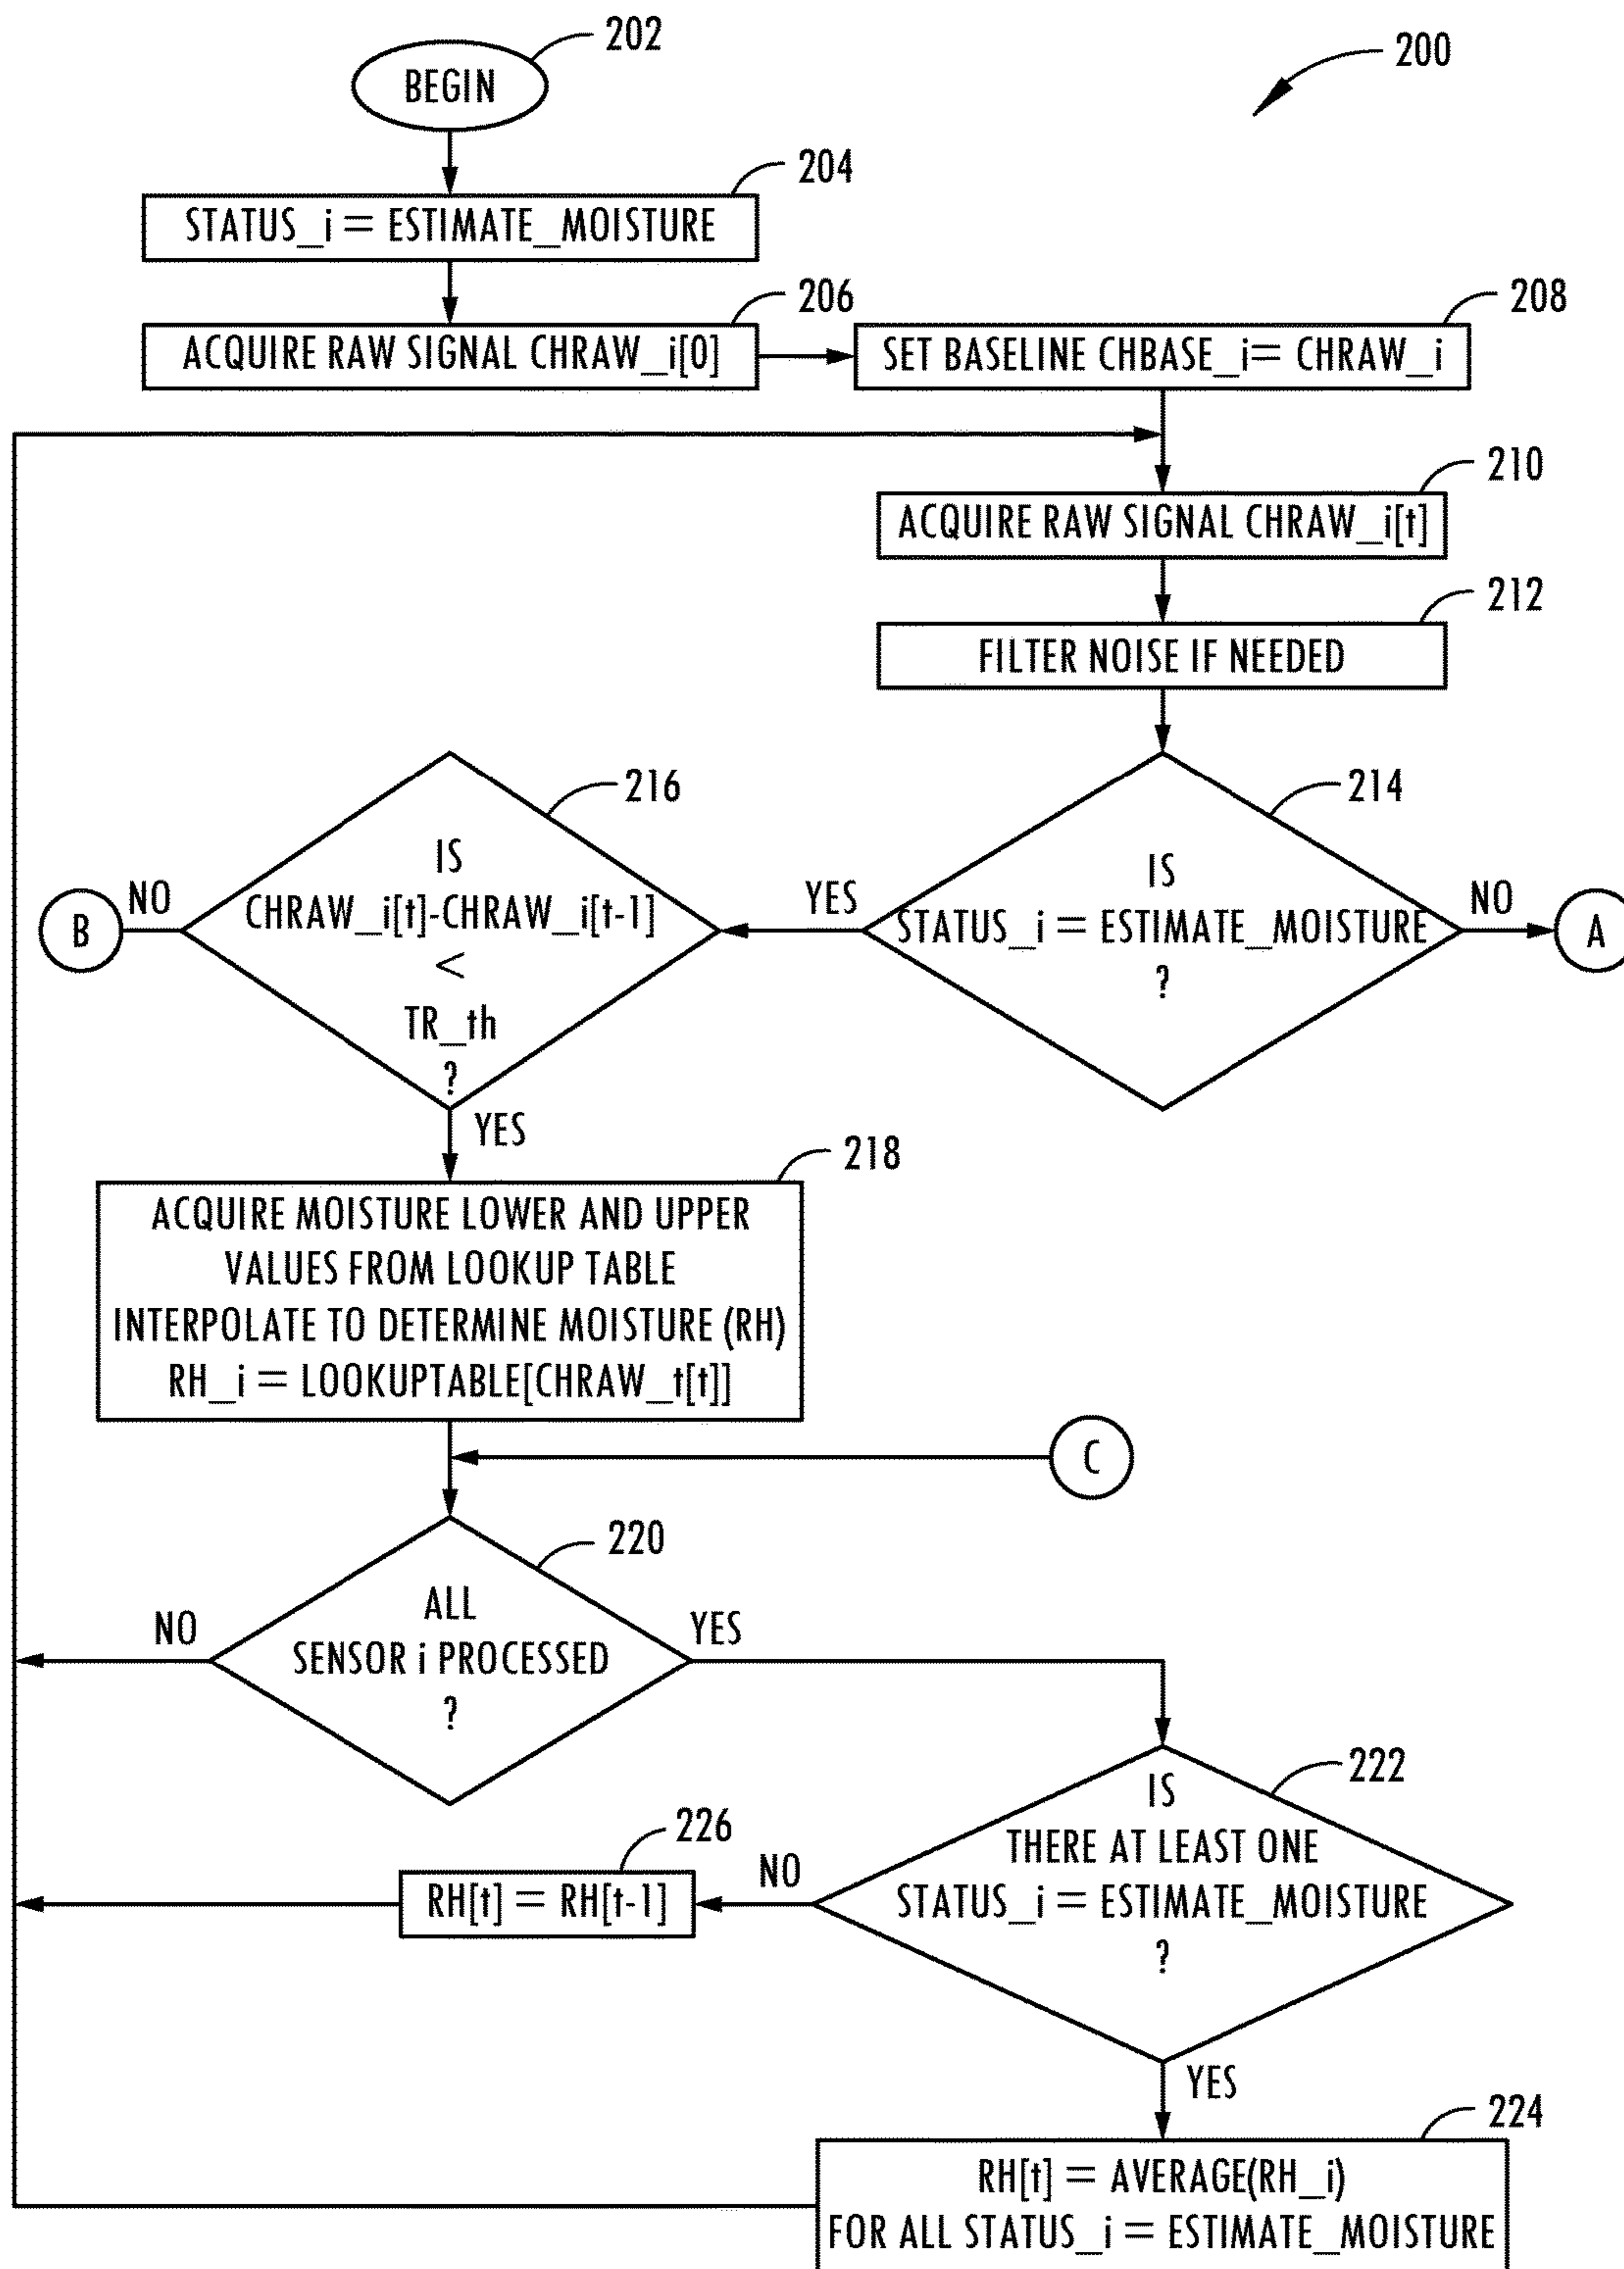 202
200
BEGIN
204
STATUS_i = ESTIMATE_MOISTURE
206
208
ACQUIRE RAW SIGNAL CHRAW_i[0]
SET BASELINE CHBASE_i= CHRAW_i
210
ACQUIRE RAW SIGNAL CHRAW_i[t]
212
FILTER NOISE IF NEEDED
216
IS
CHRAW_i[t]-CHRAW_i[t-1]
<
TR_th
?
NO
B
YES
214
IS
STATUS_i = ESTIMATE_MOISTURE
?
YES
NO
A
218
ACQUIRE MOISTURE LOWER AND UPPER
VALUES FROM LOOKUP TABLE
INTERPOLATE TO DETERMINE MOISTURE (RH)
RH_i = LOOKUPTABLE[CHRAW_t[t]]
C
220
ALL
SENSOR i PROCESSED
?
NO
YES
222
IS
THERE AT LEAST ONE
STATUS_i = ESTIMATE_MOISTURE
?
NO
226
RH[t] = RH[t-1]
YES
224
RH[t] = AVERAGE(RH_i)
FOR ALL STATUS_i = ESTIMATE_MOISTURE